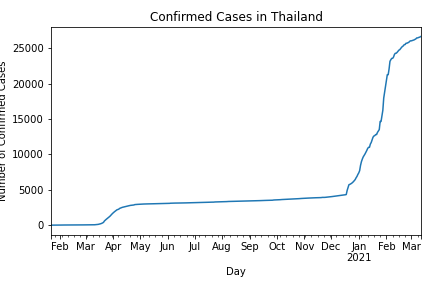 Confirmed Cases in Thailand
Number of Confirmed Cases
25000
20000
15000
10000
5000
0
Feb Mar Apr May Jun Jul Aug Sep Oct Nov Dec Jan Feb Mar
2021
Day